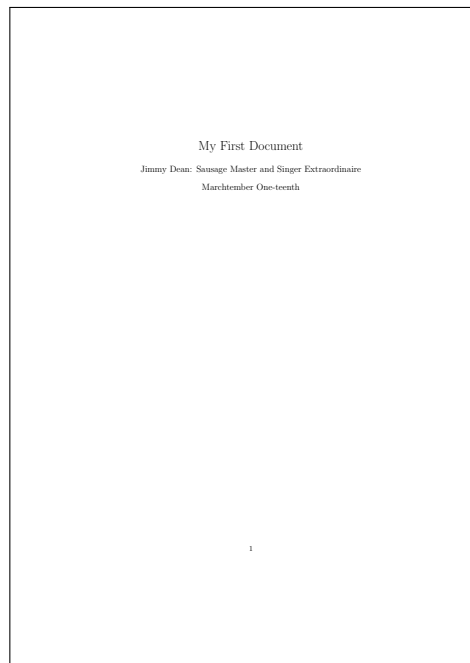 My First Document
Jimmy Dean: Sausage Master and Singer Extraordinaire
Marchtember One-teenth
1